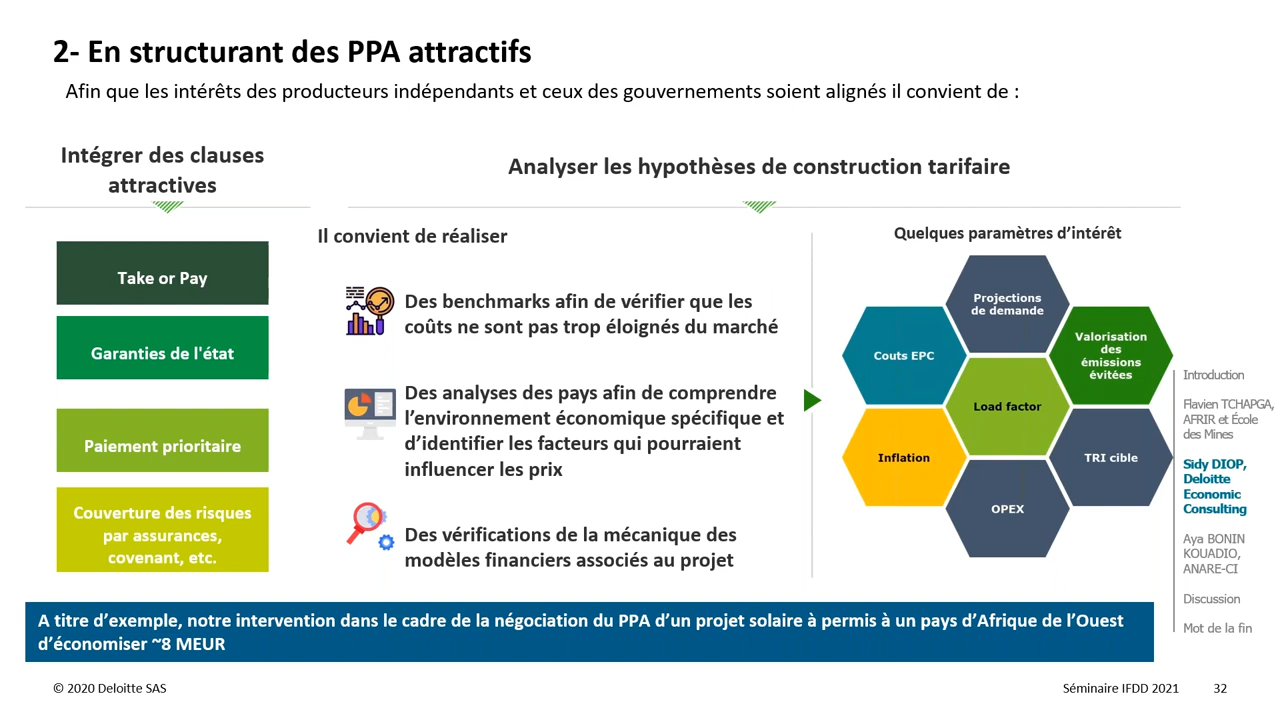 2- En structurant des PPA attractifs
Afin que les intérêts des producteurs indépendants et ceux des gouvernements soient alignés il convient de :
Intégrer des clauses
attractives
Take or Pay
Garanties de l'état
Paiement prioritaire
Couverture des risques
par assurances,
covenant, etc.
Analyser les hypothèses de construction tarifaire
Il convient de réaliser
Des benchmarks afin de vérifier que les
coûts ne sont pas trop éloignés du marché
Des analyses des pays afin de comprendre
l’environnement économique spécifique et
d’identifier les facteurs qui pourraient
influencer les prix
Des vérifications de la mécanique des
modèles financiers associés au projet
Quelques paramètres d’intérêt
Projections
de demande
Couts EPC
Valorisation
des
émissions
évitées
Load factor
Inflation
TRI cible
OPEX
Introduction
Flavien TCHAPGA,
AFRIR et École
des Mines
Sidy DIOP,
Deloitte
Economic
Consulting
Aya BONIN
KOUADIO,
ANARE-CI
Discussion
Mot de la fin
A titre d’exemple, notre intervention dans le cadre de la négociation du PPA d’un projet solaire à permis à un pays d’Afrique de l’Ouest
d’économiser ~8 MEUR
© 2020 Deloitte SAS
Séminaire IFDD 2021
32